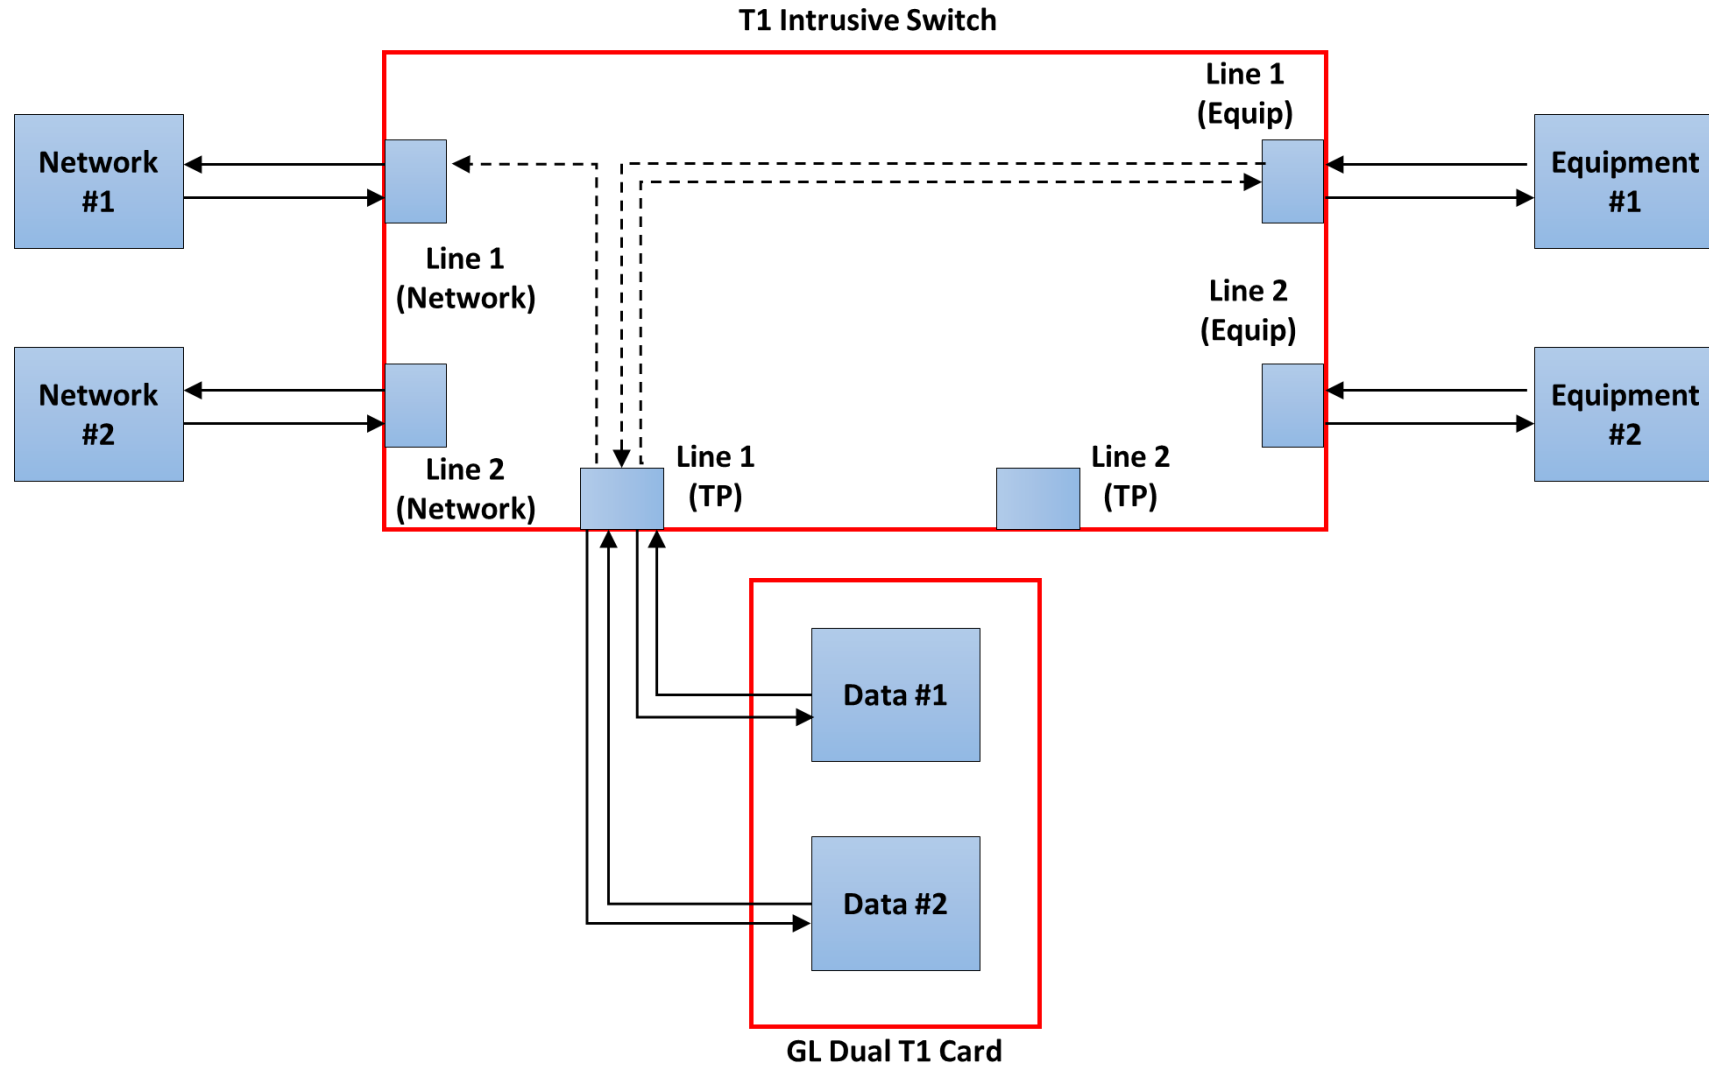 T1 Intrusive Switch
Line 1
(Equip)
Network
#1
Equipment
#1
Line 1
(Network)
Line 2
(Equip)
Network
#2
Equipment
#2
Line 2
(Network)
Line 1
(TP)
Line 2
(TP)
Data #1
Data #2
GL Dual T1 Card